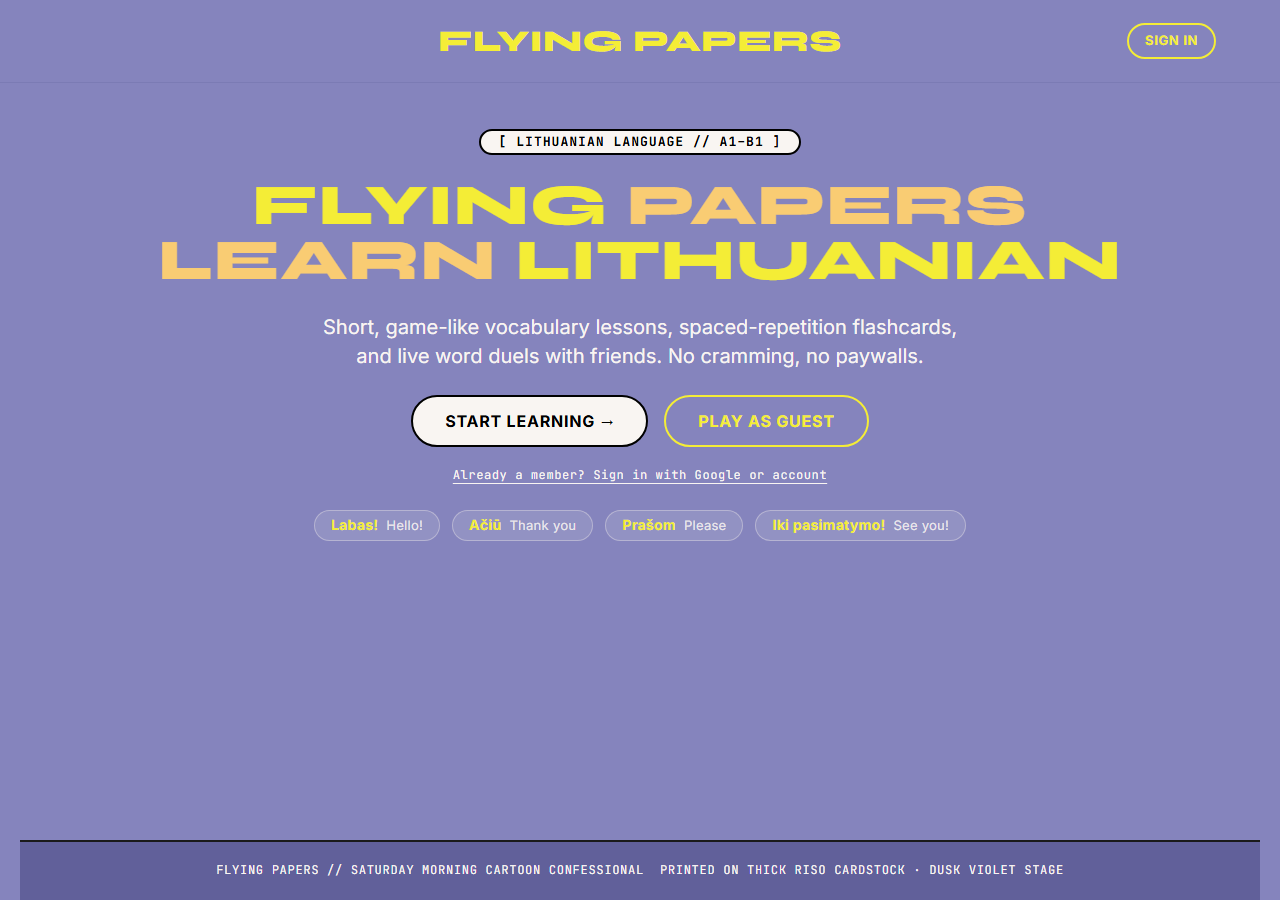 FLYING PAPERS
SIGN IN
[ LITHUANIAN LANGUAGE // A1–B1 ]
FLYING PAPERS
LEARN LITHUANIAN
Short, game-like vocabulary lessons, spaced-repetition flashcards,
and live word duels with friends. No cramming, no paywalls.
START LEARNING →
PLAY AS GUEST
Already a member? Sign in with Google or account
Labas! Hello!
Ačiū Thank you
Prašom Please
Iki pasimatymo! See you!
FLYING PAPERS // SATURDAY MORNING CARTOON CONFESSIONAL PRINTED ON THICK RISO CARDSTOCK · DUSK VIOLET STAGE